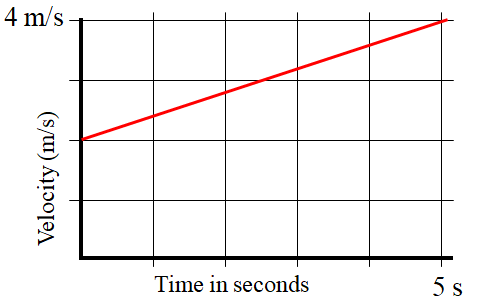 4 m/s
Velocity (m/s)
Time in seconds
5 s